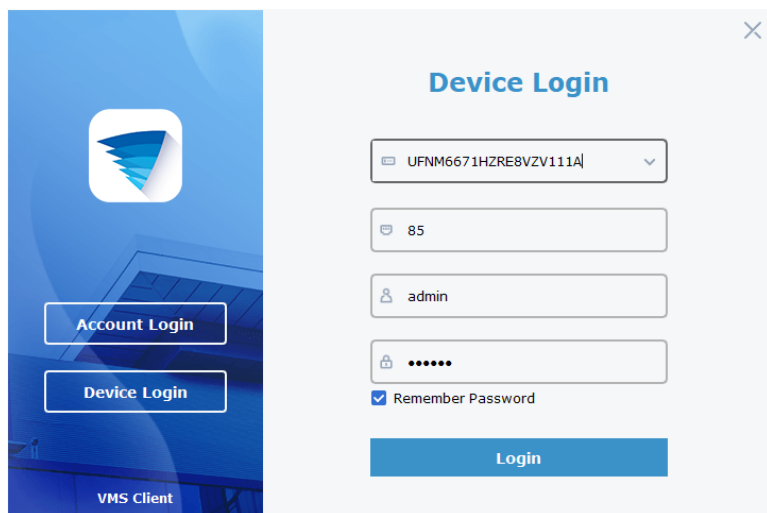 Device Login
UFNM6671HZRE8VZV111A
85
admin
••••••
Remember Password
Login
Account Login
Device Login
VMS Client